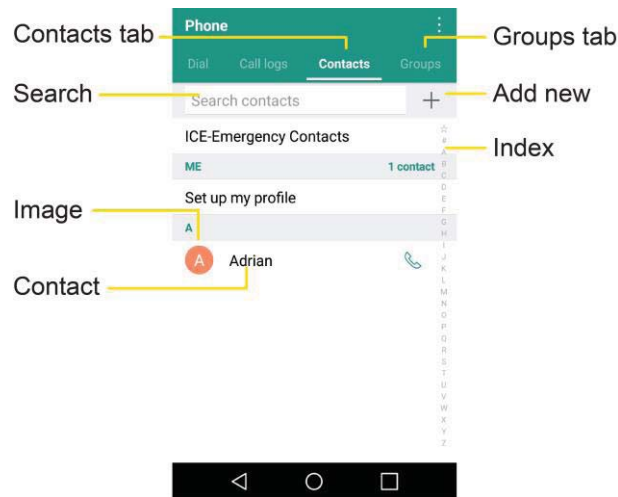 Phone
Contacts tab
Groups tab
Dial Call logs Contacts Groups
Search
Search contacts
Add new
ICE-Emergency Contacts
Index
ME 1 contact
Set up my profile
Image
A
A Adrian
Contact
#
A
B
C
D
E
F
G
H
I
J
K
L
M
N
O
P
Q
R
S
T
U
V
W
X
Y
Z